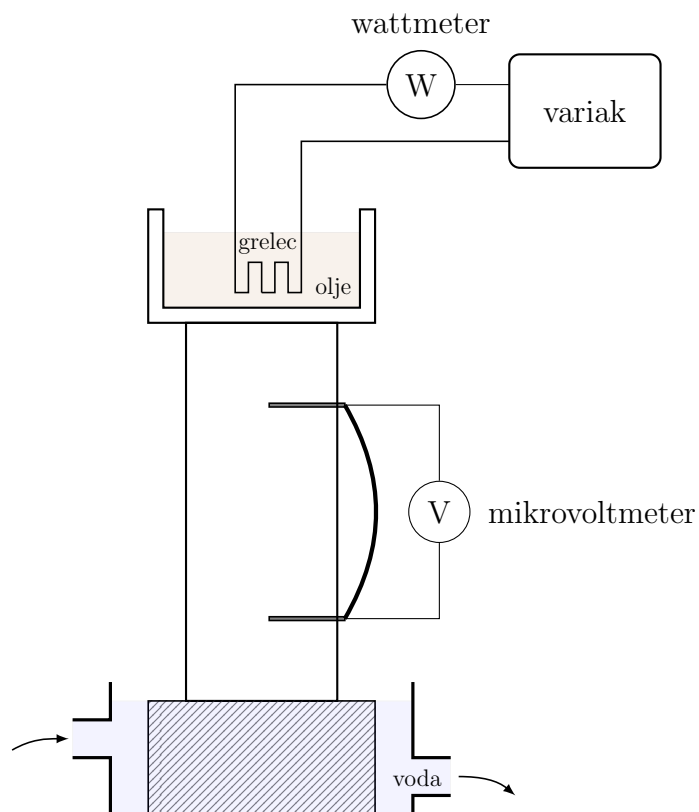 wattmeter
W
variak
grelec
olje
V
mikrovoltmeter
voda